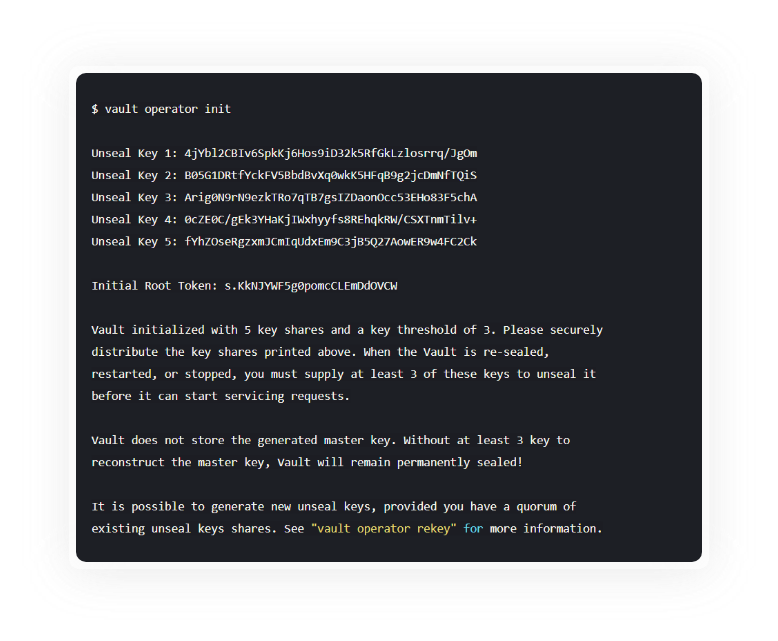 $ vault operator init
Unseal Key 1: 4jYbl2CBIv6SpkKj6Hos9iD32k5RfGkLzlosrrq/JgOm
Unseal Key 2: B05G1DRtfYckFV5BbdBvXq0wkK5HFqB9g2jcDmNfTQiS
Unseal Key 3: Arig0N9rN9ezkTRo7qTB7gsIZDaonOcc53EHo83F5chA
Unseal Key 4: 0cZE0C/gEk3YHaKjIWxhyyfs8REhqkRW/CSXTnmTilv+
Unseal Key 5: fYhZOseRgzxmJCmIqUdxEm9C3jB5Q27AowER9w4FC2Ck
Initial Root Token: s.KkNJYWF5g0pomcCLEmDdOVCW
Vault initialized with 5 key shares and a key threshold of 3. Please securely
distribute the key shares printed above. When the Vault is re-sealed,
restarted, or stopped, you must supply at least 3 of these keys to unseal it
before it can start servicing requests.
Vault does not store the generated master key. Without at least 3 key to
reconstruct the master key, Vault will remain permanently sealed!
It is possible to generate new unseal keys, provided you have a quorum of
existing unseal keys shares. See "vault operator rekey" for more information.